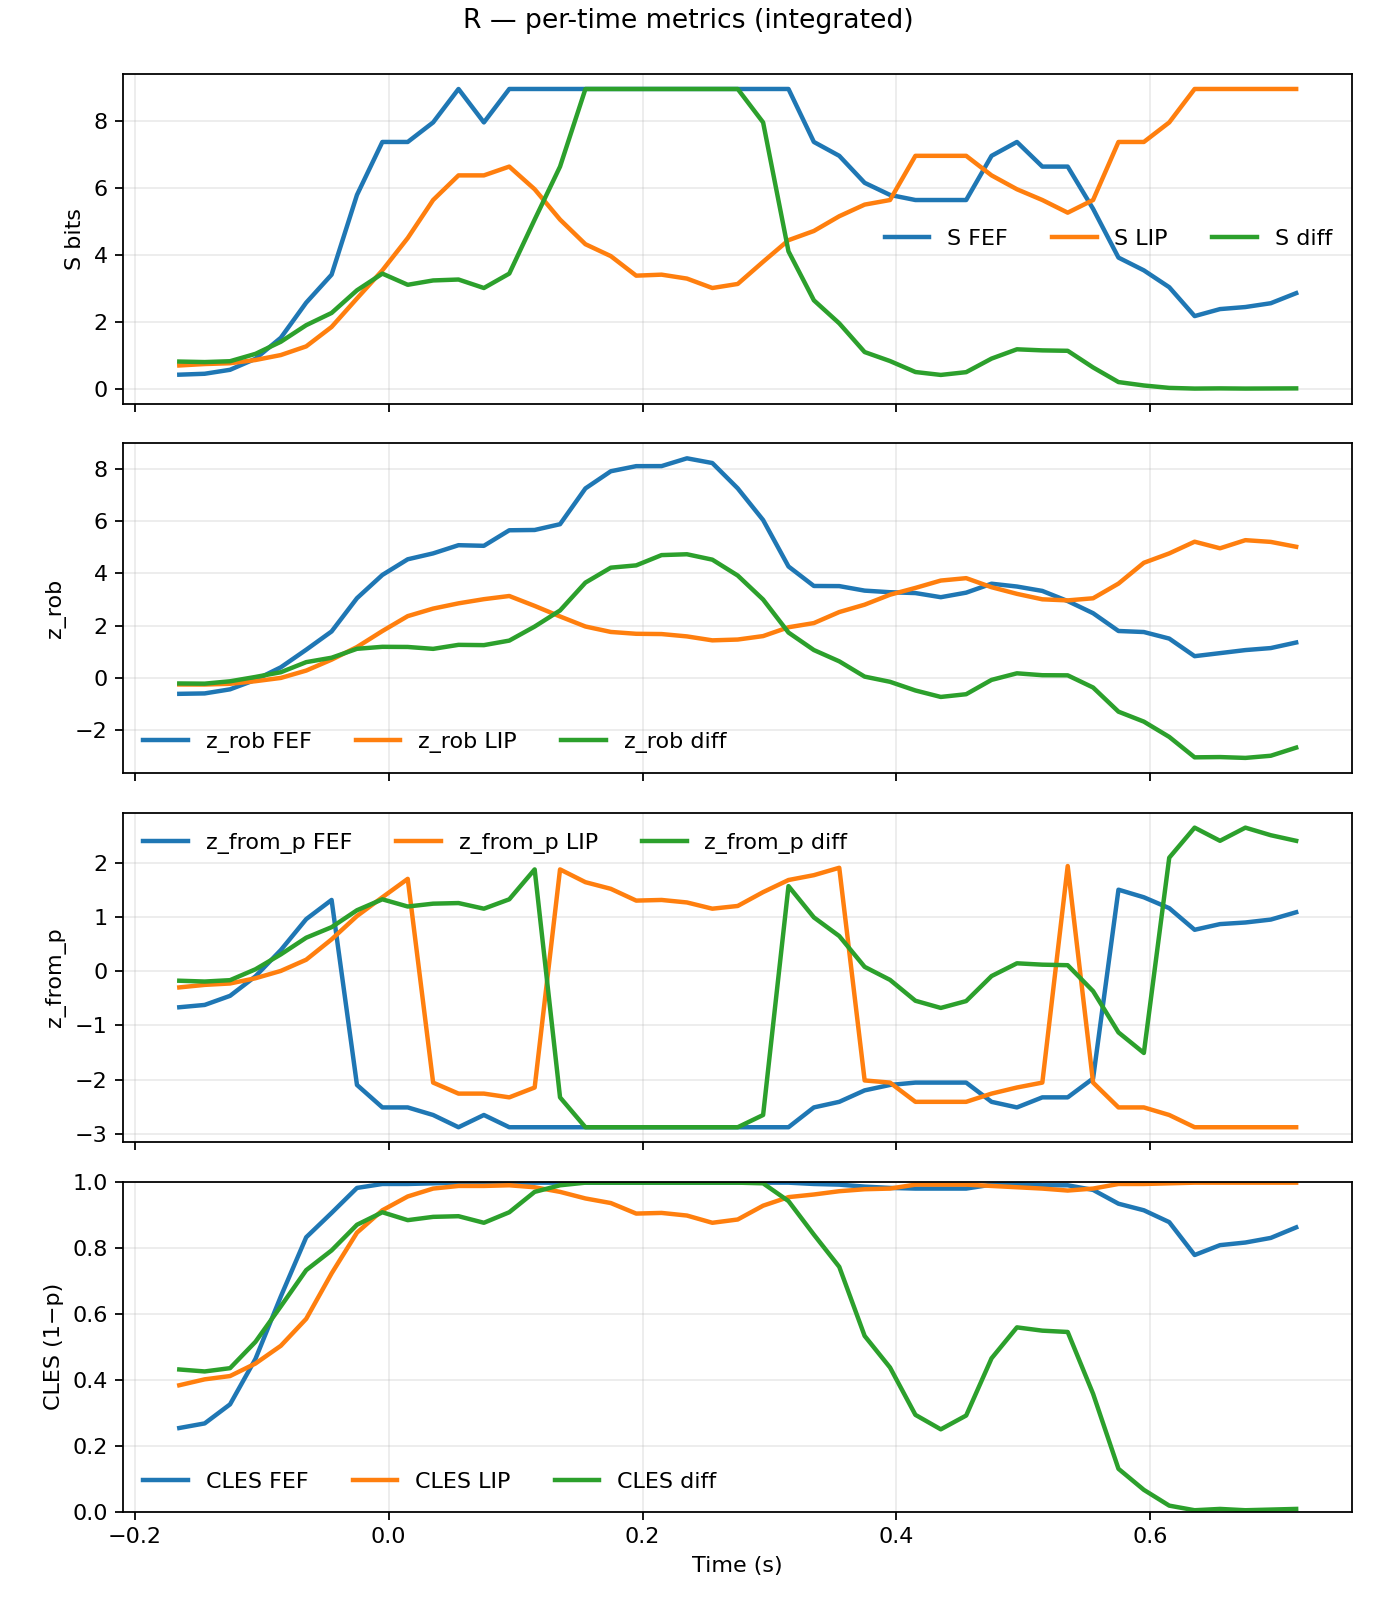 R — per-time metrics (integrated)
8
6
4
2
0
S bits
S FEF
S LIP
S diff
8
6
4
2
0
−2
z_rob
z_rob FEF
z_rob LIP
z_rob diff
2
1
0
−1
−2
−3
z_from_p
z_from_p FEF
z_from_p LIP
z_from_p diff
1.0
0.8
0.6
0.4
0.2
0.0
CLES (1−p)
CLES FEF
CLES LIP
CLES diff
−0.2
0.0
0.2
0.4
0.6
Time (s)